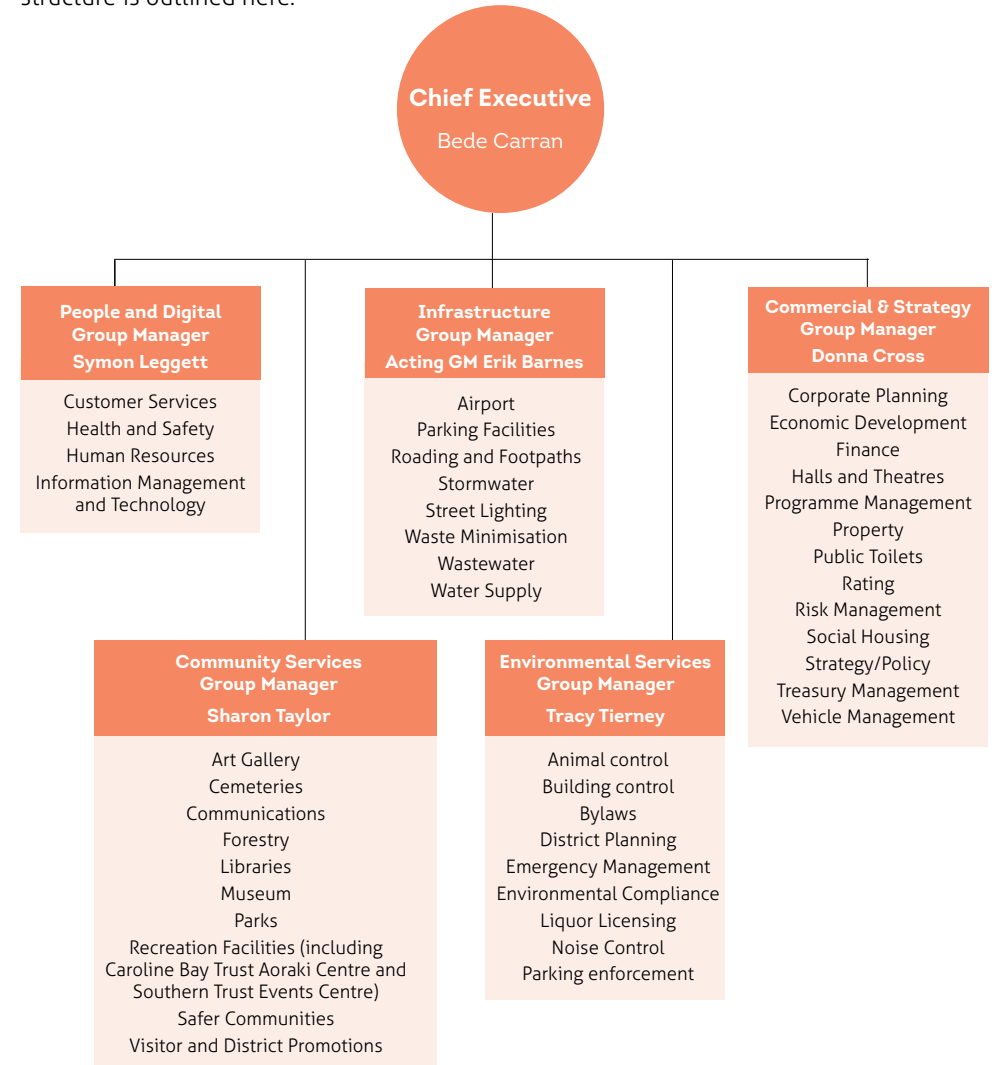 structure is outlined here.
Chief Executive
Bede Carran
People and Digital
Group Manager
Symon Leggett
Customer Services
Health and Safety
Human Resources
Information Management
and Technology
Infrastructure
Group Manager
Acting GM Erik Barnes
Airport
Parking Facilities
Roading and Footpaths
Stormwater
Street Lighting
Waste Minimisation
Wastewater
Water Supply
Commercial & Strategy
Group Manager
Donna Cross
Corporate Planning
Economic Development
Finance
Halls and Theatres
Programme Management
Property
Public Toilets
Rating
Risk Management
Social Housing
Strategy/Policy
Treasury Management
Vehicle Management
Community Services
Group Manager
Sharon Taylor
Art Gallery
Cemeteries
Communications
Forestry
Libraries
Museum
Parks
Recreation Facilities (including
Caroline Bay Trust Aoraki Centre and
Southern Trust Events Centre)
Safer Communities
Visitor and District Promotions
Environmental Services
Group Manager
Tracy Tierney
Animal control
Building control
Bylaws
District Planning
Emergency Management
Environmental Compliance
Liquor Licensing
Noise Control
Parking enforcement